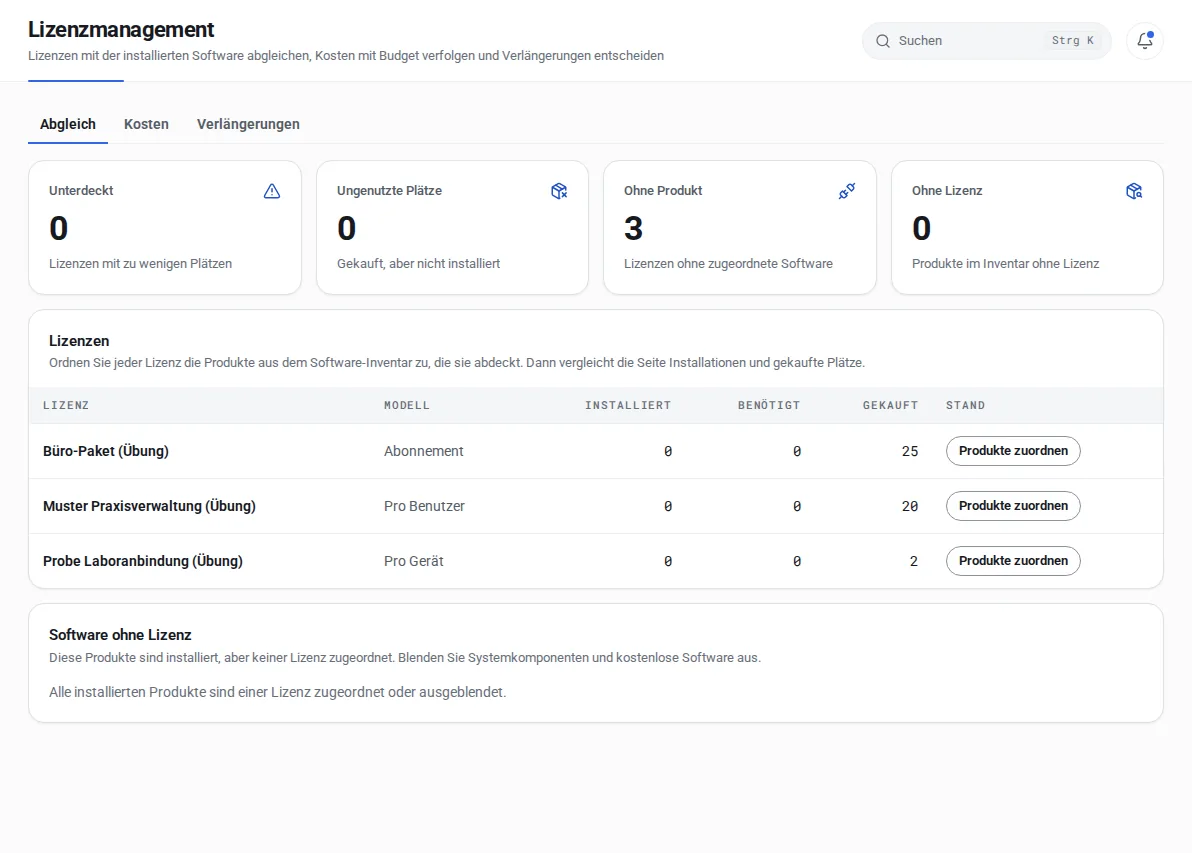 Lizenzmanagement
Lizenzen mit der installierten Software abgleichen, Kosten mit Budget verfolgen und Verlängerungen entscheiden
Suchen
Strg K
Abgleich
Kosten
Verlängerungen
Unterdeckt
0
Lizenzen mit zu wenigen Plätzen
Ungenutzte Plätze
0
Gekauft, aber nicht installiert
Ohne Produkt
3
Lizenzen ohne zugeordnete Software
Ohne Lizenz
0
Produkte im Inventar ohne Lizenz
Lizenzen
Ordnen Sie jeder Lizenz die Produkte aus dem Software-Inventar zu, die sie abdeckt. Dann vergleicht die Seite Installationen und gekaufte Plätze.
LIZENZ MODELL INSTALLIERT BENÖTIGT GEKAUFT STAND
Büro-Paket (Übung) Abonnement 0 0 25 Produkte zuordnen
Muster Praxisverwaltung (Übung) Pro Benutzer 0 0 20 Produkte zuordnen
Probe Laboranbindung (Übung) Pro Gerät 0 0 2 Produkte zuordnen
Software ohne Lizenz
Diese Produkte sind installiert, aber keiner Lizenz zugeordnet. Blenden Sie Systemkomponenten und kostenlose Software aus.
Alle installierten Produkte sind einer Lizenz zugeordnet oder ausgeblendet.